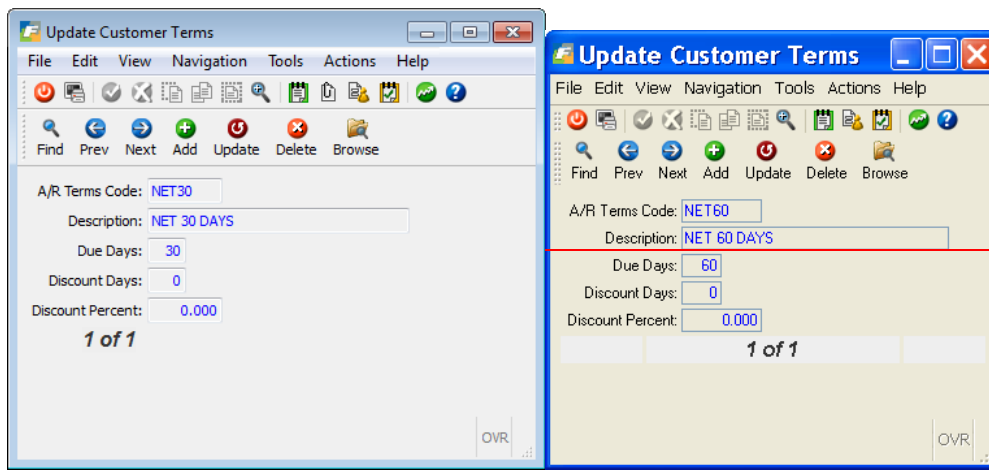 Update Customer Terms
File Edit View Navigation Tools Actions Help
Find Prev Next Add Update Delete Browse
A/R Terms Code: NET30
Description: NET 30 DAYS
Due Days: 30
Discount Days: 0
Discount Percent: 0.000
1 of 1
OVR
Update Customer Terms
File Edit View Navigation Tools Actions Help
Find Prev Next Add Update Delete Browse
A/R Terms Code: NET60
Description: NET 60 DAYS
Due Days: 60
Discount Days: 0
Discount Percent: 0.000
1 of 1
OVR